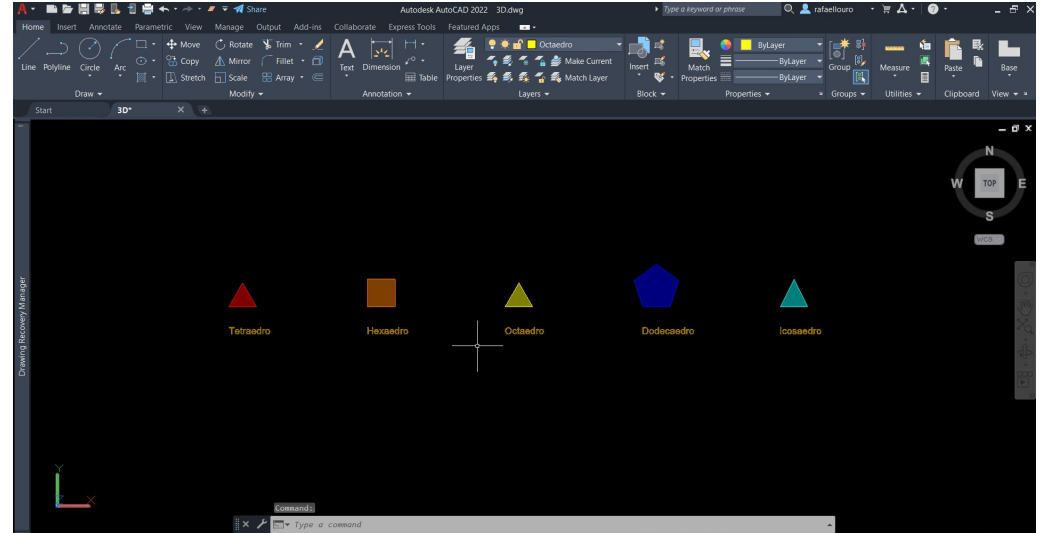 Share
Autodesk AutoCAD 2022 3D.dwg
Type a keyword or phrase
rafaellouro
Home Insert Annotate Parametric View Manage Output Add-ins Collaborate Express Tools Featured Apps
Move Rotate Trim
Octaedro
ByLayer
Copy Mirror Fillet
Make Current
ByLayer
Line Polyline Circle Arc
Text Dimension
Layer Properties
Insert
Match Properties
Group
Measure
Paste
Base
Stretch Scale Array
Table
Match Layer
ByLayer
Draw Modify Annotation Layers Block Properties Groups Utilities Clipboard View
Start 3D*
N
W TOP E
S
WCS
Drawing Recovery Manager
Tetraedro Hexaedro Octaedro Dodecaedro Icosaedro
Y
X
Command:
Type a command